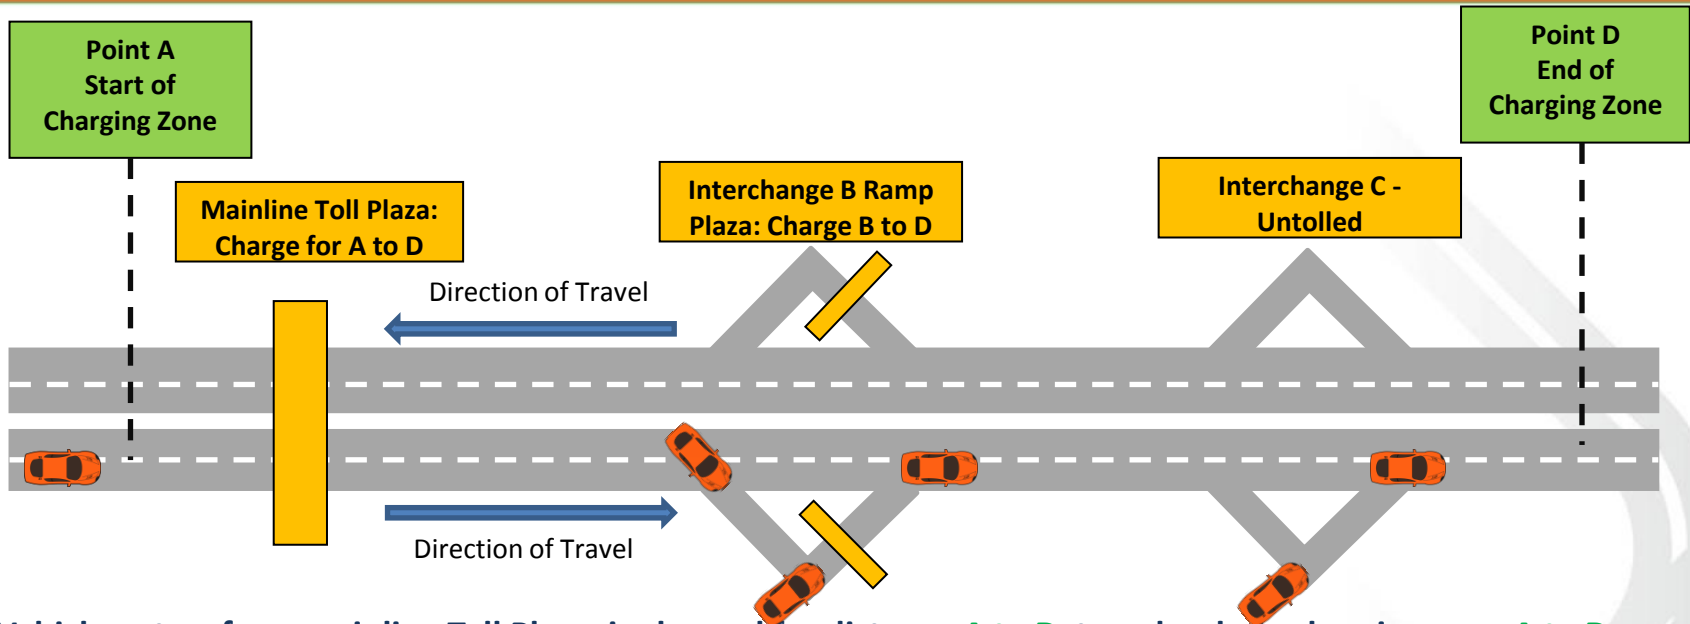 Point A
Start of
Charging Zone
Point D
End of
Charging Zone
Mainline Toll Plaza:
Charge for A to D
Interchange B Ramp
Plaza: Charge B to D
Interchange C -
Untolled
Direction of Travel
Direction of Travel